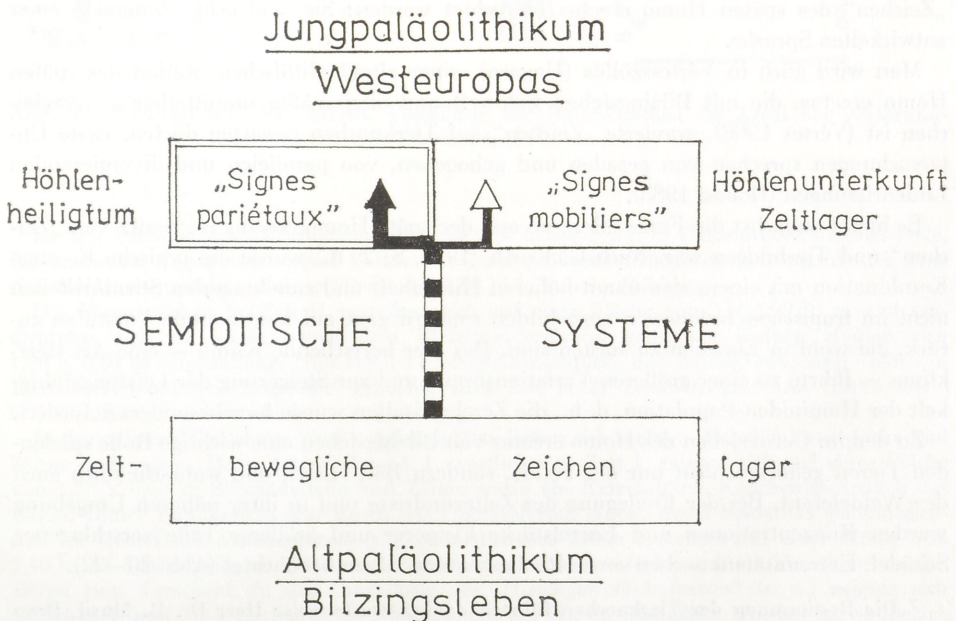 Jungpaläolithikum
Westeuropas
Höhlen-
heiligtum
„Signes
pariétaux”
„Signes
mobiliers”
Höhlenunterkunft
Zeltlager
SEMIOTISCHE SYSTEME
Zelt- bewegliche Zeichen lager
Altpaläolithikum
Bilzingsleben